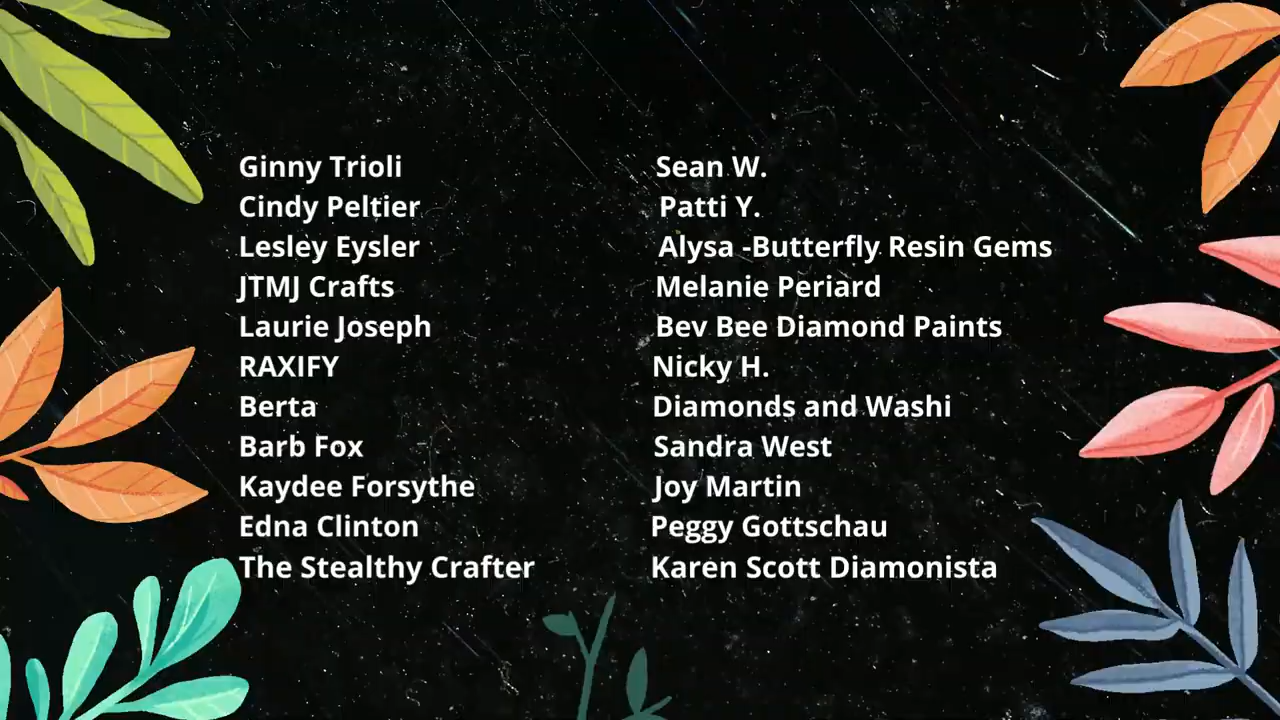 Ginny Trioli
Cindy Peltier
Lesley Eysler
JTMJ Crafts
Laurie Joseph
RAXIFY
Berta
Barb Fox
Kaydee Forsythe
Edna Clinton
The Stealthy Crafter
Sean W.
Patti Y.
Alysa -Butterfly Resin Gems
Melanie Periard
Bev Bee Diamond Paints
Nicky H.
Diamonds and Washi
Sandra West
Joy Martin
Peggy Gottschau
Karen Scott Diamonista